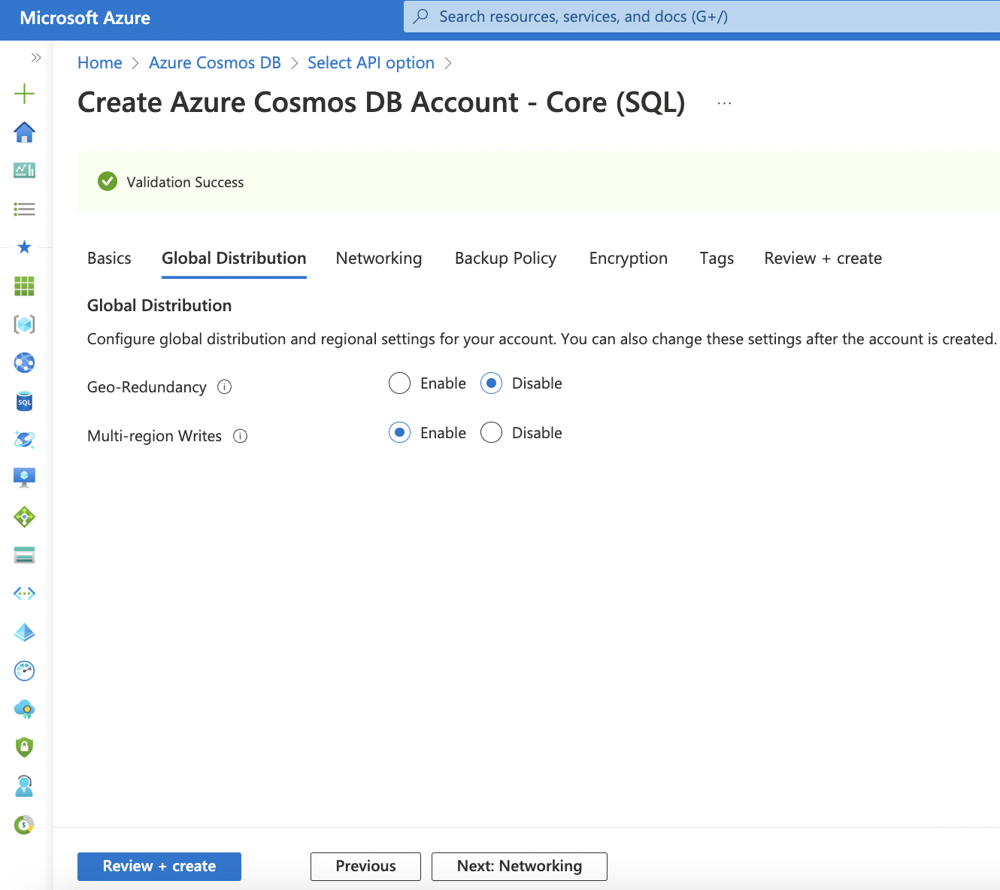 Microsoft Azure
Search resources, services, and docs (G+/)
Home > Azure Cosmos DB > Select API option >
Create Azure Cosmos DB Account - Core (SQL) ...
Validation Success
Basics Global Distribution Networking Backup Policy Encryption Tags Review + create
Global Distribution
Configure global distribution and regional settings for your account. You can also change these settings after the account is created.
Geo-Redundancy Enable Disable
Multi-region Writes Enable Disable
SQL
Review + create Previous Next: Networking